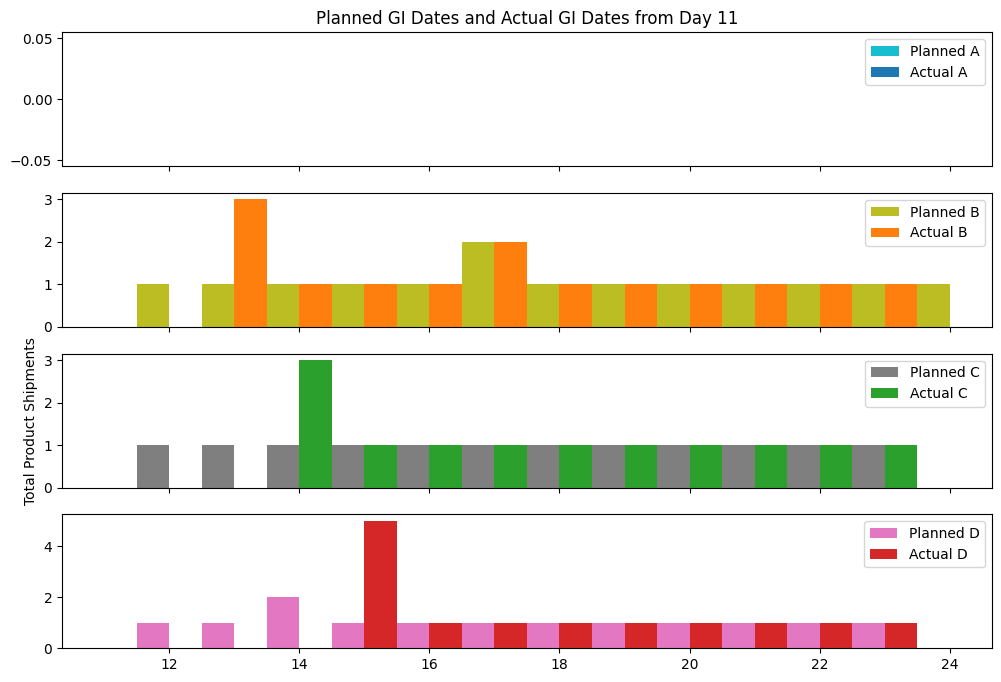 Planned GI Dates and Actual GI Dates from Day 11
0.05
0.00
−0.05
Planned A
Actual A
3
2
1
0
Planned B
Actual B
Total Product Shipments
3
2
1
0
Planned C
Actual C
4
2
0
Planned D
Actual D
12 14 16 18 20 22 24